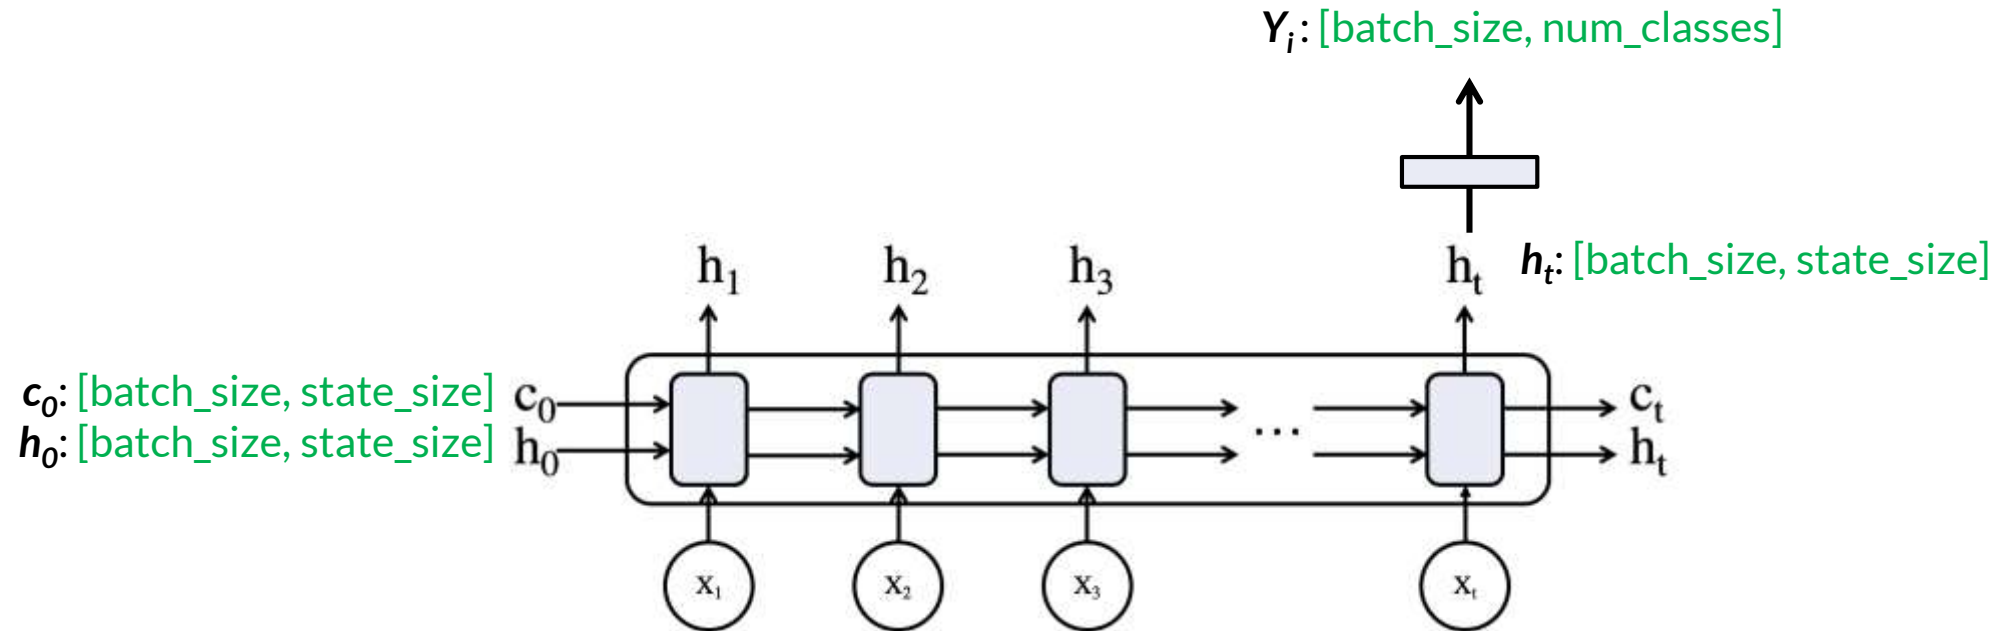 Yi: [batch_size, num_classes]
h1 h2 h3 ht ht: [batch_size, state_size]
c0: [batch_size, state_size] c0 ct
h0: [batch_size, state_size] h0 ... ht
x1 x2 x3 xt